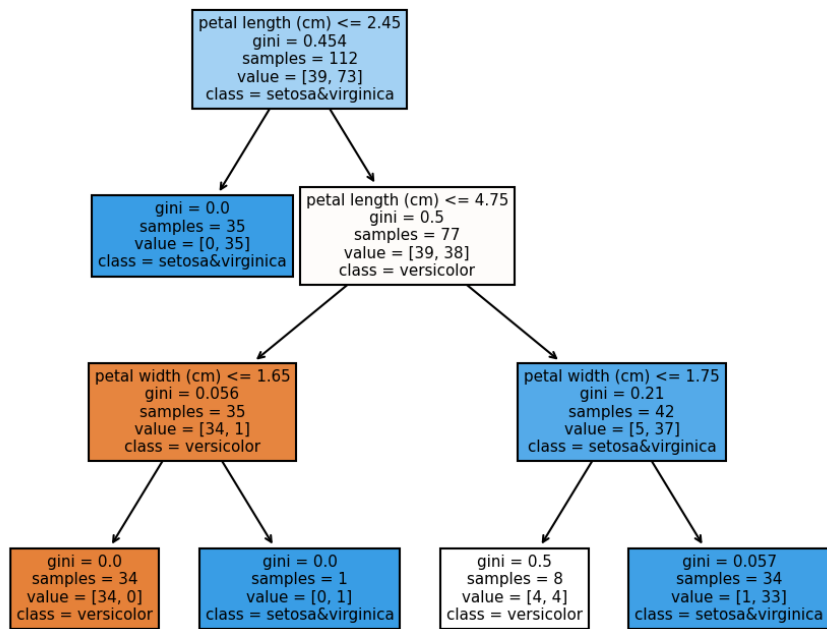 petal length (cm) <= 2.45
gini = 0.454
samples = 112
value = [39, 73]
class = setosa&virginica
gini = 0.0
samples = 35
value = [0, 35]
class = setosa&virginica
petal length (cm) <= 4.75
gini = 0.5
samples = 77
value = [39, 38]
class = versicolor
petal width (cm) <= 1.65
gini = 0.056
samples = 35
value = [34, 1]
class = versicolor
petal width (cm) <= 1.75
gini = 0.21
samples = 42
value = [5, 37]
class = setosa&virginica
gini = 0.0
samples = 34
value = [34, 0]
class = versicolor
gini = 0.0
samples = 1
value = [0, 1]
class = setosa&virginica
gini = 0.5
samples = 8
value = [4, 4]
class = versicolor
gini = 0.057
samples = 34
value = [1, 33]
class = setosa&virginica